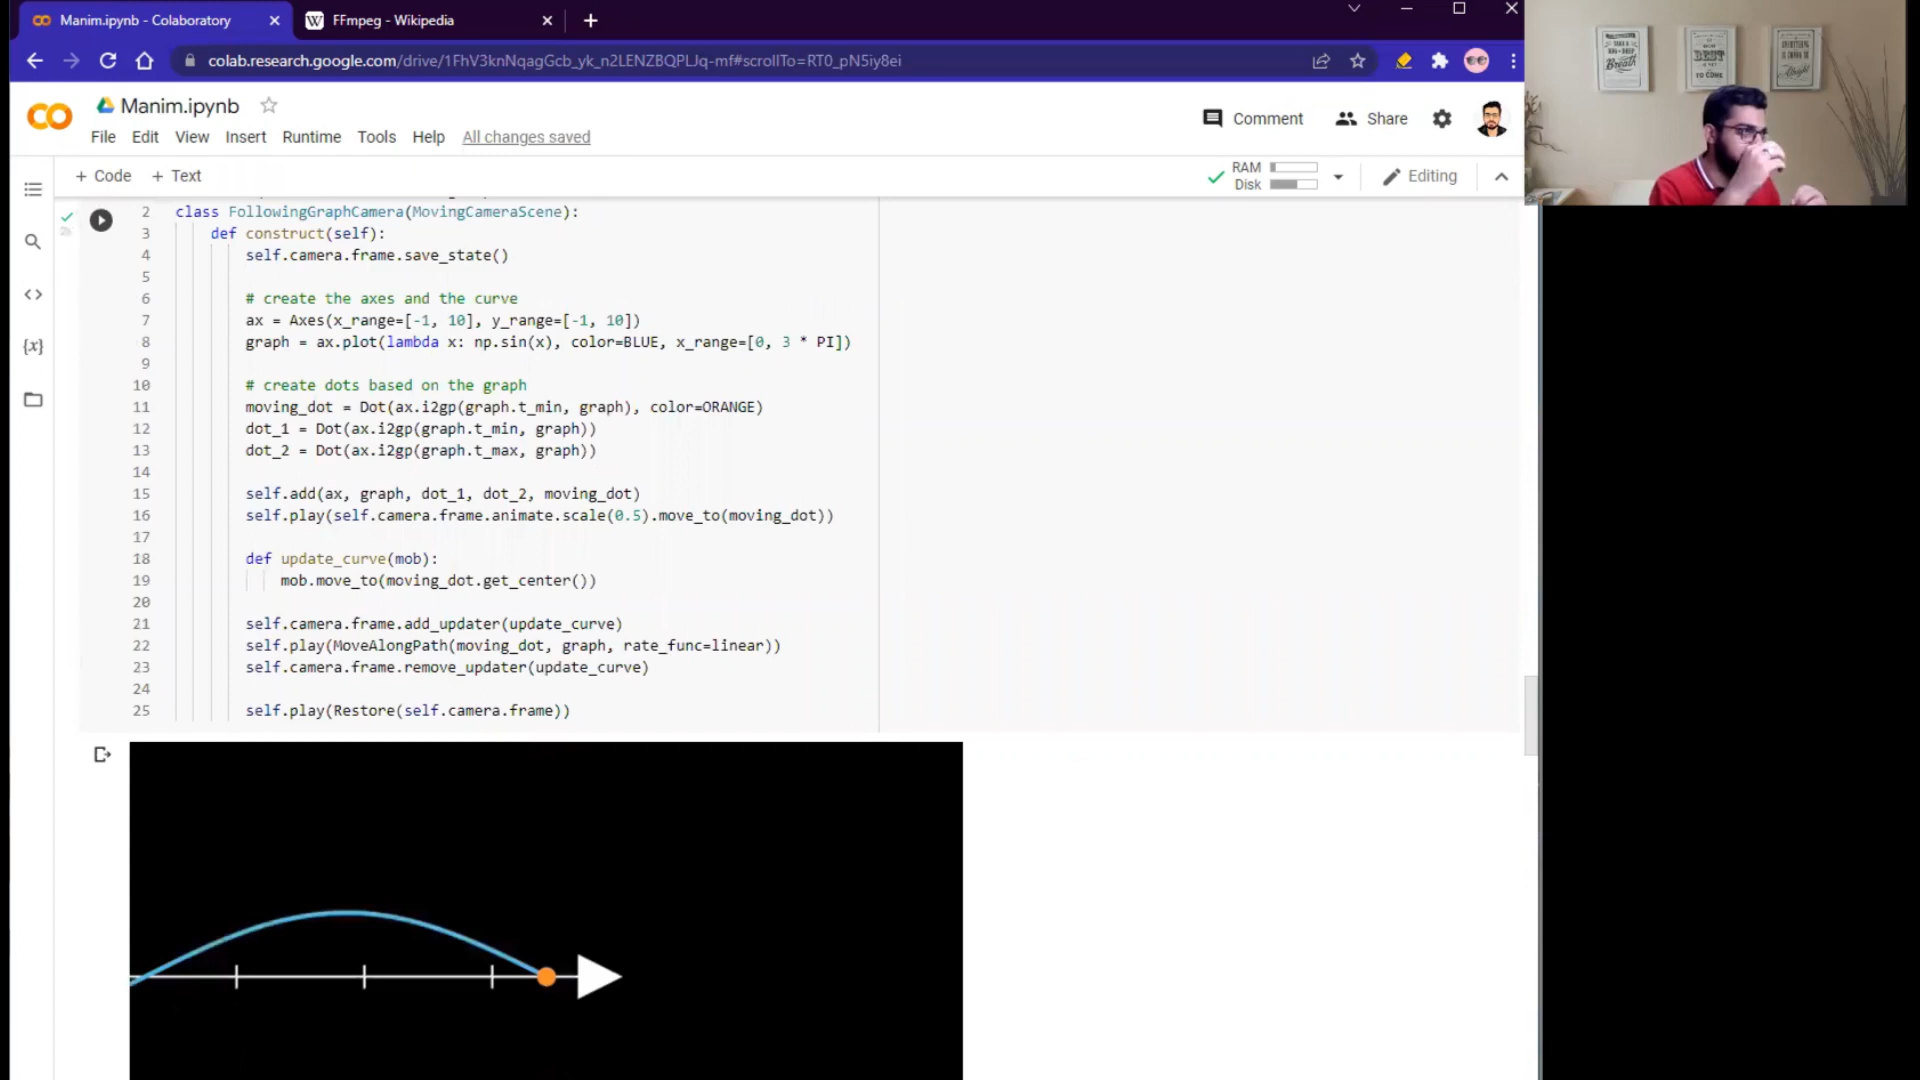 Manim.ipynb - Colaboratory
FFmpeg - Wikipedia
colab.research.google.com/drive/1FhV3knNqagGcb_yk_n2LENZBQPLJq-mf#scrollTo=RT0_pN5iy8ei
Manim.ipynb
File Edit View Insert Runtime Tools Help All changes saved
Comment Share
+ Code + Text
RAM
Disk
Editing
2 class FollowingGraphCamera(MovingCameraScene):
3 def construct(self):
4 self.camera.frame.save_state()
5
6 # create the axes and the curve
7 ax = Axes(x_range=[-1, 10], y_range=[-1, 10])
8 graph = ax.plot(lambda x: np.sin(x), color=BLUE, x_range=[0, 3 * PI])
9
10 # create dots based on the graph
11 moving_dot = Dot(ax.i2gp(graph.t_min, graph), color=ORANGE)
12 dot_1 = Dot(ax.i2gp(graph.t_min, graph))
13 dot_2 = Dot(ax.i2gp(graph.t_max, graph))
14
15 self.add(ax, graph, dot_1, dot_2, moving_dot)
16 self.play(self.camera.frame.animate.scale(0.5).move_to(moving_dot))
17
18 def update_curve(mob):
19 mob.move_to(moving_dot.get_center())
20
21 self.camera.frame.add_updater(update_curve)
22 self.play(MoveAlongPath(moving_dot, graph, rate_func=linear))
23 self.camera.frame.remove_updater(update_curve)
24
25 self.play(Restore(self.camera.frame))
Breath
BEST
TO COME
Alright